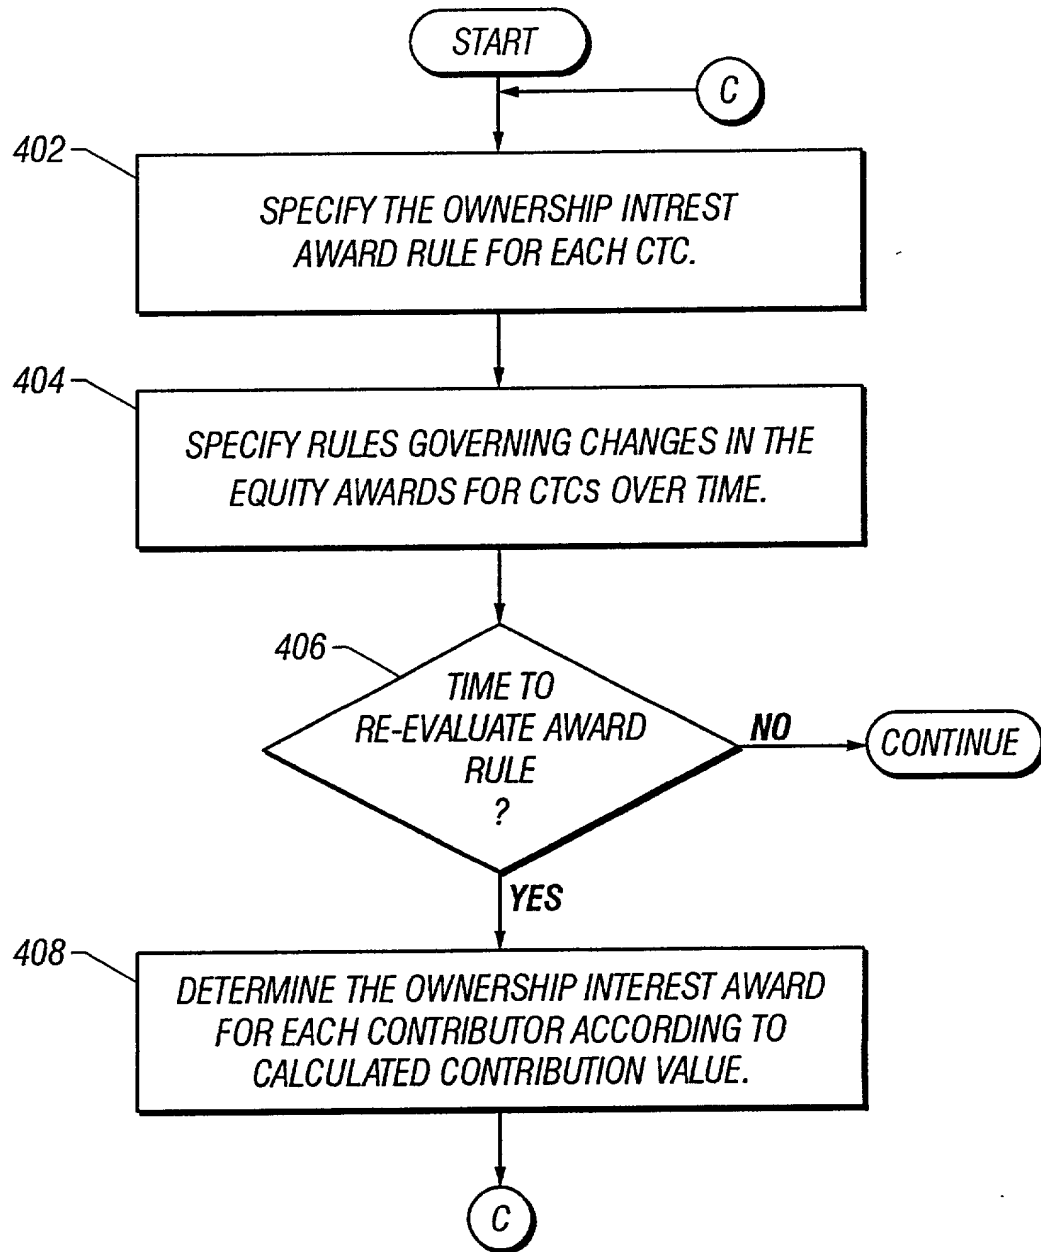 START
C
402
SPECIFY THE OWNERSHIP INTREST
AWARD RULE FOR EACH CTC.
404
SPECIFY RULES GOVERNING CHANGES IN THE
EQUITY AWARDS FOR CTCs OVER TIME.
406
TIME TO
RE-EVALUATE AWARD
RULE
?
NO
CONTINUE
YES
408
DETERMINE THE OWNERSHIP INTEREST AWARD
FOR EACH CONTRIBUTOR ACCORDING TO
CALCULATED CONTRIBUTION VALUE.
C